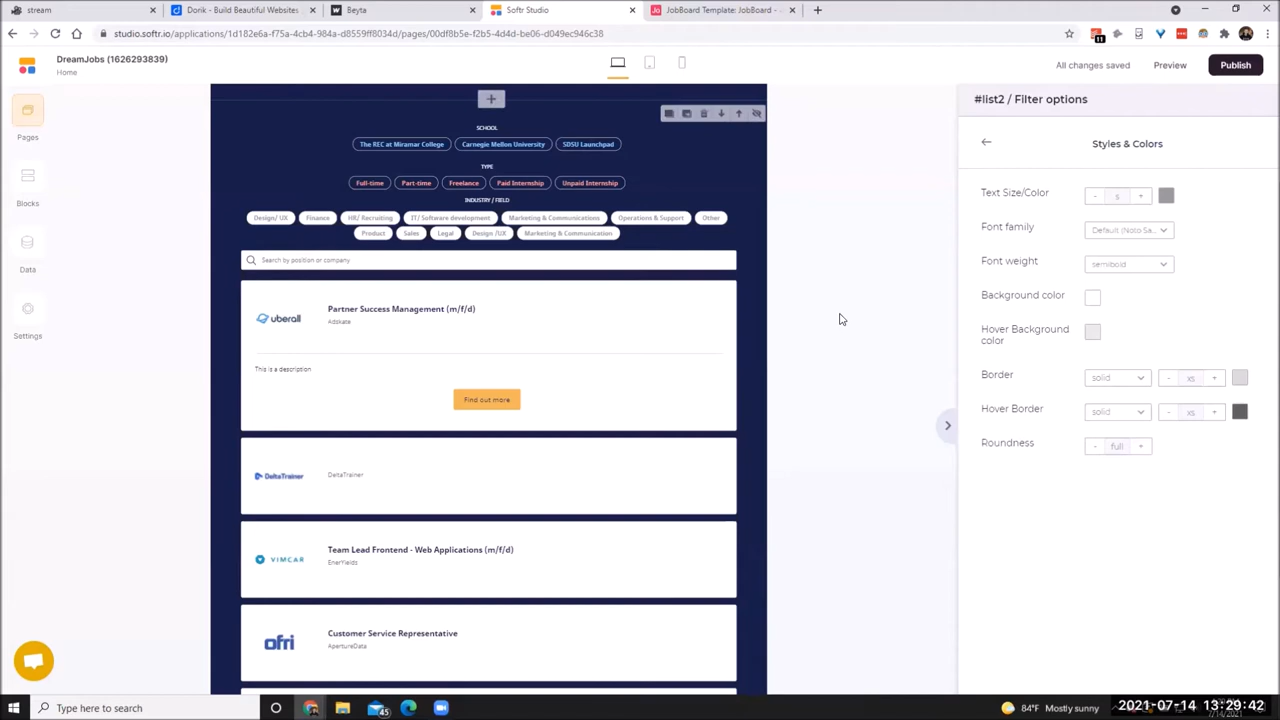 stream
Dorik - Build Beautiful Websites
Beyta
Softr Studio
JobBoard Template: JobBoard -
studio.softr.io/applications/1d182e6a-f75a-4cb4-984a-d8559ff8034d/pages/00df8b5e-f2b5-4d4d-be06-d049ec946c38
11
DreamJobs (1626293839)
Home
All changes saved
Preview
Publish
Pages
Blocks
Data
Settings
SCHOOL
The REC at Miramar College
Carnegie Mellon University
SDSU Launchpad
TYPE
Full-time
Part-time
Freelance
Paid Internship
Unpaid Internship
INDUSTRY / FIELD
Design/ UX
Finance
HR/ Recruiting
IT/ Software development
Marketing & Communications
Operations & Support
Other
Product
Sales
Legal
Design /UX
Marketing & Communication
Search by position or company
uberall
Partner Success Management (m/f/d)
Adskate
This is a description
Find out more
DeltaTrainer
DeltaTrainer
VIMCAR
Team Lead Frontend - Web Applications (m/f/d)
EnerYields
ofri
Customer Service Representative
ApertureData
#list2 / Filter options
Styles & Colors
Text Size/Color
- s +
Font family
Default (Noto Sa...
Font weight
semibold
Background color
Hover Background
color
Border
solid
- xs +
Hover Border
solid
- xs +
Roundness
- full +
Type here to search
45
84°F Mostly sunny
2021-07-14 13:29:42